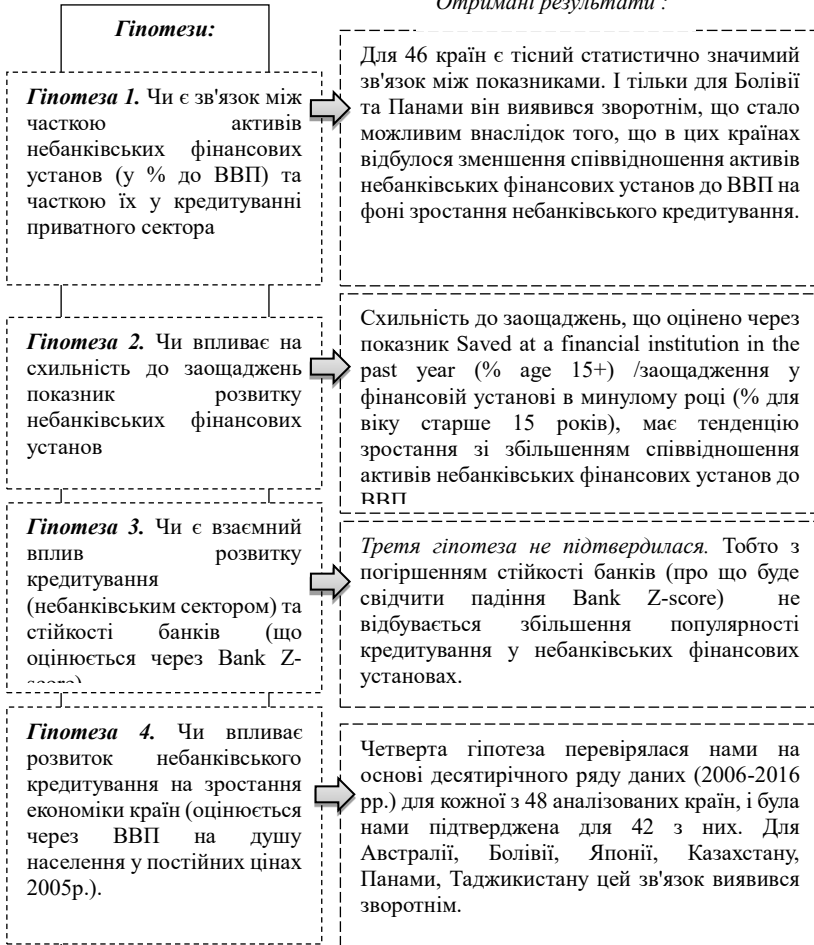 Отримані результати :
Гіпотези:
Гіпотеза 1. Чи є зв'язок між
часткою активів
небанківських фінансових
установ (у % до ВВП) та
часткою їх у кредитуванні
приватного сектора
Для 46 країн є тісний статистично значимий
зв'язок між показниками. І тільки для Болівії
та Панами він виявився зворотнім, що стало
можливим внаслідок того, що в цих країнах
відбулося зменшення співвідношення активів
небанківських фінансових установ до ВВП на
фоні зростання небанківського кредитування.
Гіпотеза 2. Чи впливає на
схильність до заощаджень
показник розвитку
небанківських фінансових
установ
Схильність до заощаджень, що оцінено через
показник Saved at a financial institution in the
past year (% age 15+) /заощадження у
фінансовій установі в минулому році (% для
віку старше 15 років), має тенденцію
зростання зі збільшенням співвідношення
активів небанківських фінансових установ до
ВВП
Гіпотеза 3. Чи є взаємний
вплив розвитку
кредитування
(небанківським сектором) та
стійкості банків (що
оцінюється через Bank Z-
score)
Третя гіпотеза не підтвердилася. Тобто з
погіршенням стійкості банків (про що буде
свідчити падіння Bank Z-score) не
відбувається збільшення популярності
кредитування у небанківських фінансових
установах.
Гіпотеза 4. Чи впливає
розвиток небанківського
кредитування на зростання
економіки країн (оцінюється
через ВВП на душу
населення у постійних цінах
2005р.).
Четверта гіпотеза перевірялася нами на
основі десятирічного ряду даних (2006-2016
рр.) для кожної з 48 аналізованих країн, і була
нами підтверджена для 42 з них. Для
Австралії, Болівії, Японії, Казахстану,
Панами, Таджикистану цей зв'язок виявився
зворотнім.